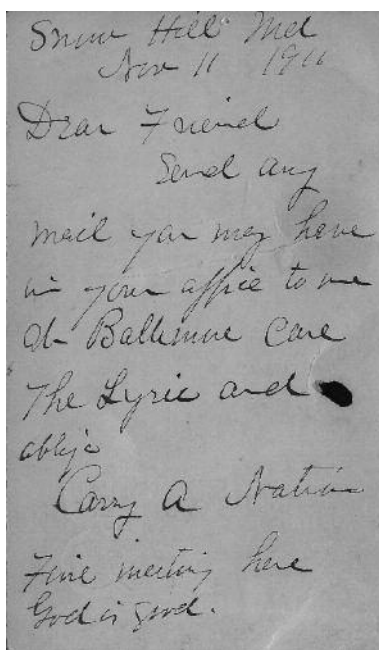 Snow Hill Md
Nov 11 1910
Dear Friend
Send any
mail you may have
in your office to me
at Baltimore Care
The Lyric and
oblige
Carry A Nation
Fine meeting here
God is good.